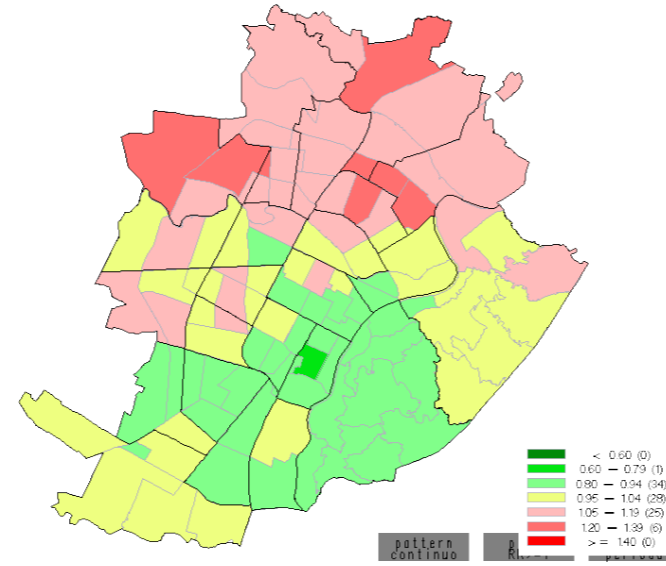 < 0.60 (0)
0.60 – 0.79 (1)
0.80 – 0.94 (34)
0.95 – 1.04 (28)
1.05 – 1.19 (25)
1.20 – 1.39 (6)
>= 1.40 (0)
pattern
continuo